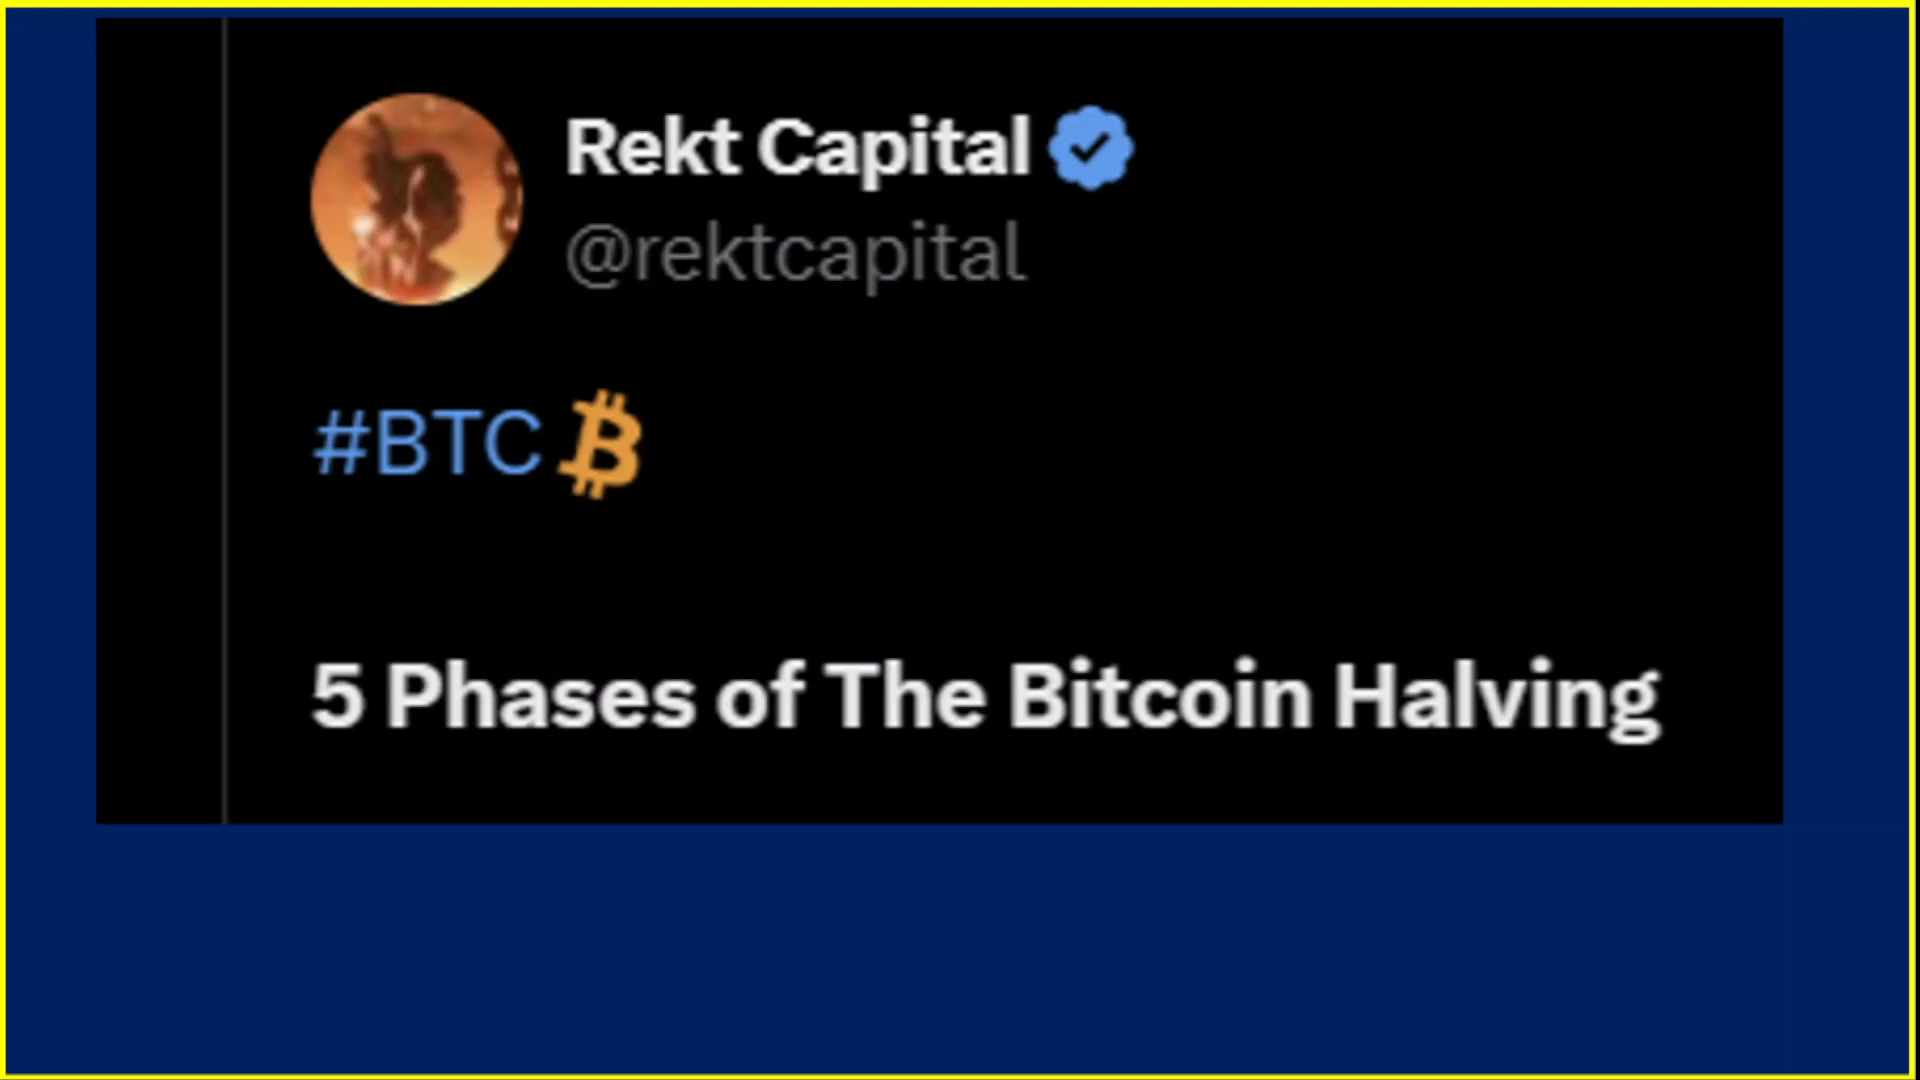 Rekt Capital
@rektcapital
#BTC
5 Phases of The Bitcoin Halving